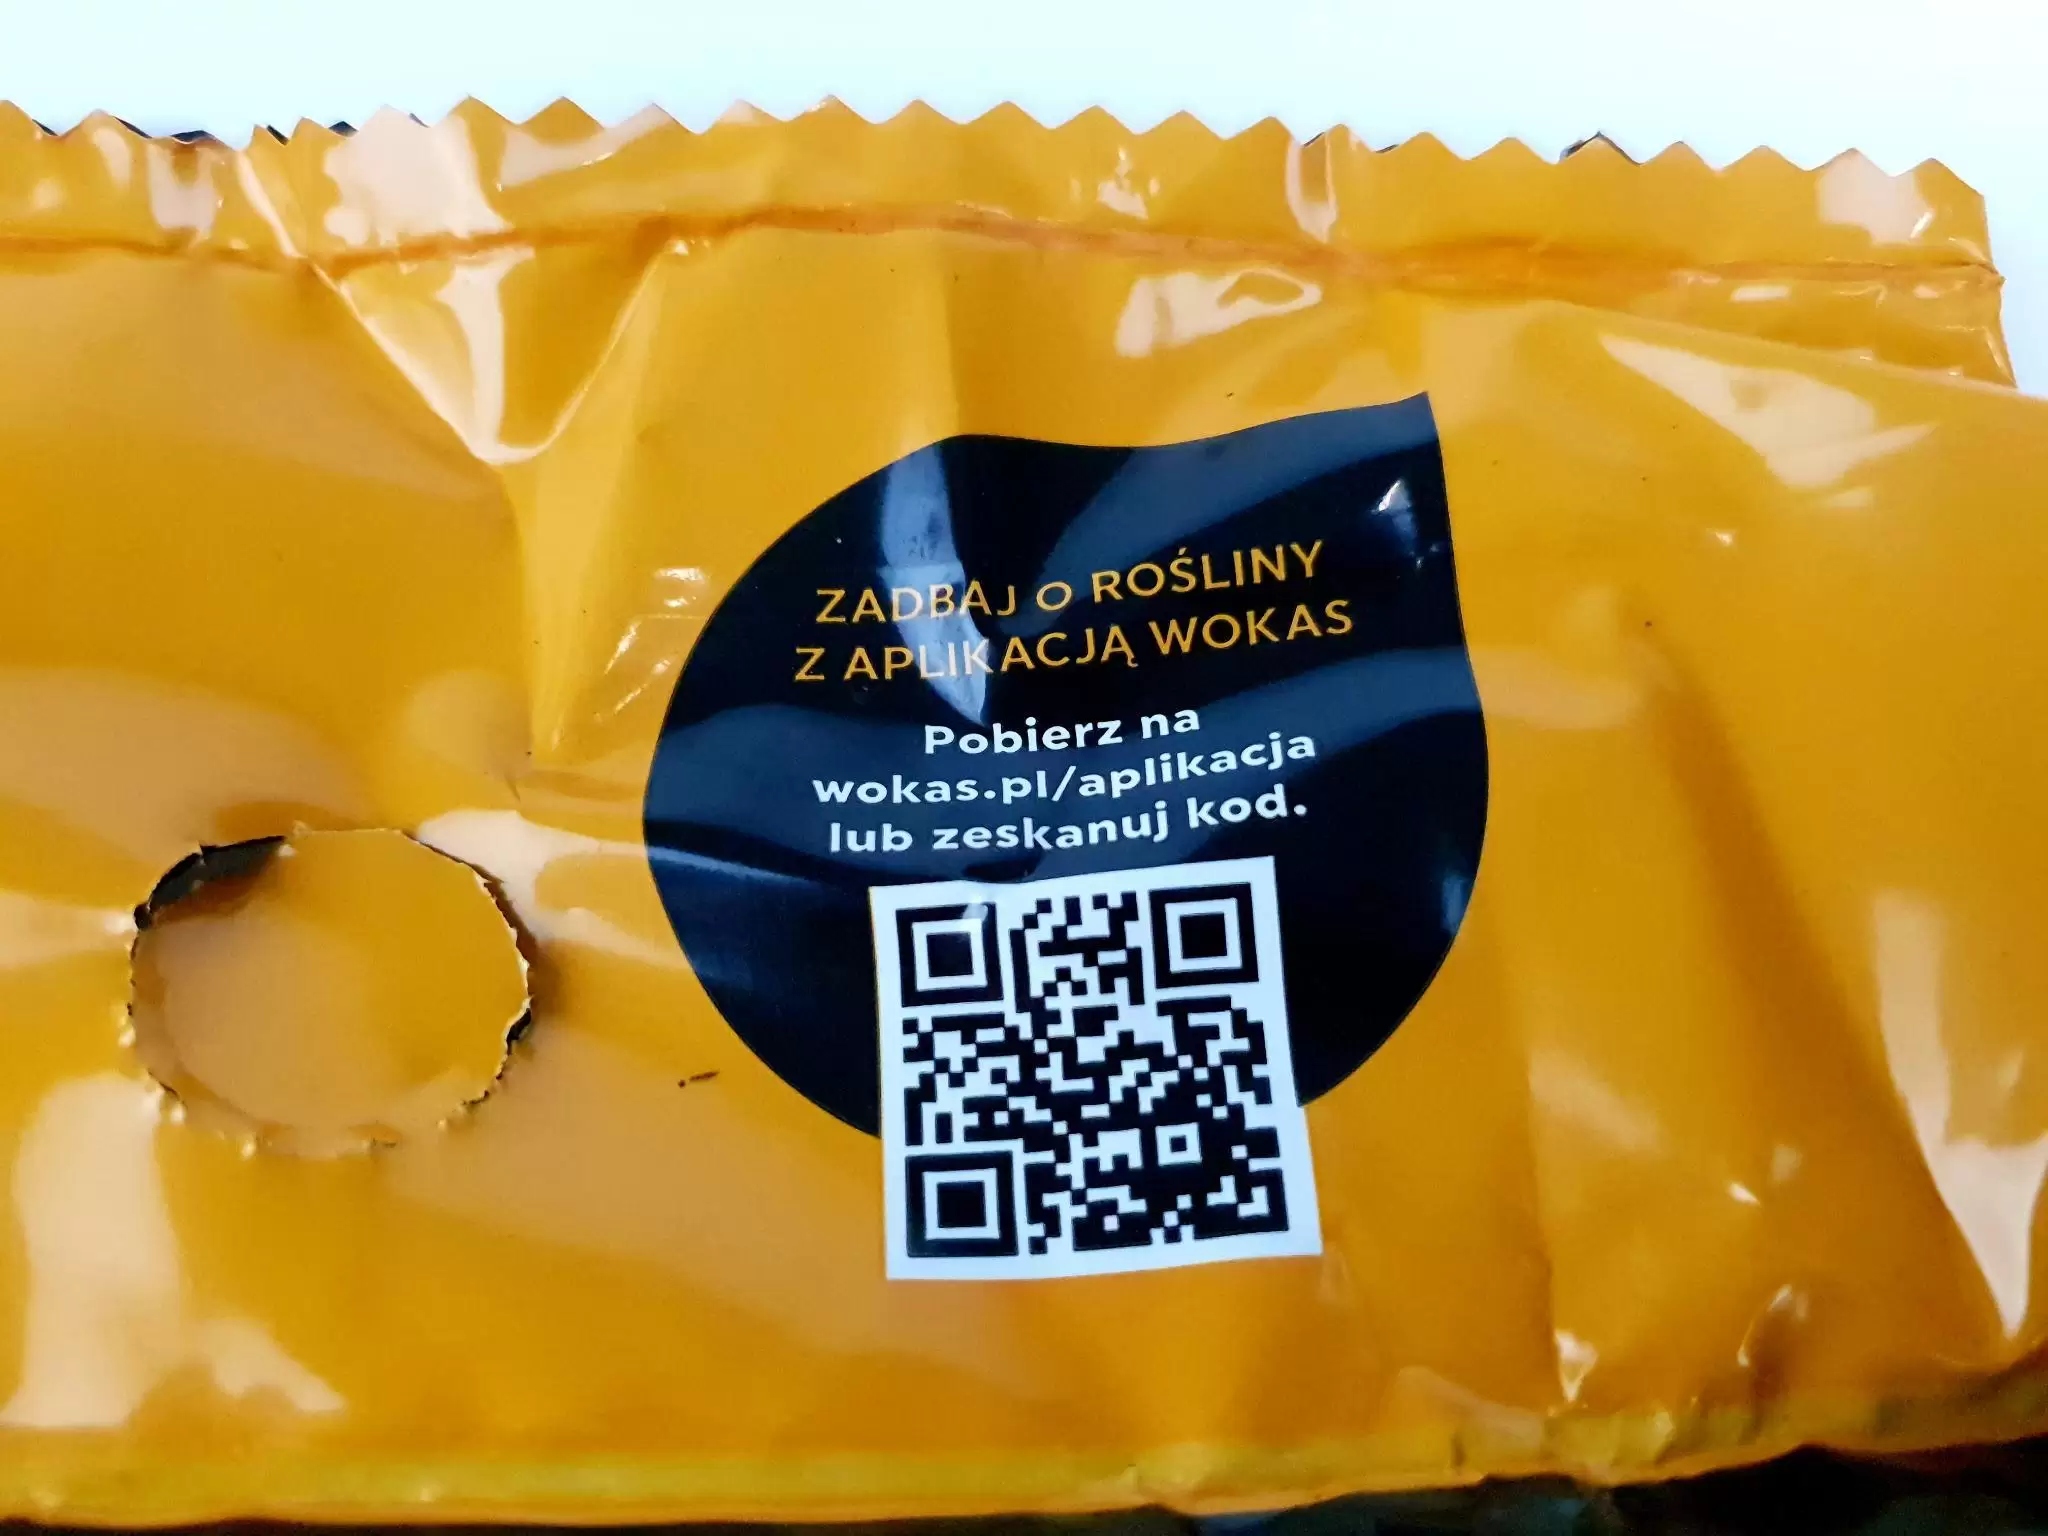 ZADBAJ O ROŚLINY
Z APLIKACJĄ WOKAS
Pobierz na
wokas.pl/aplikacja
lub zeskanuj kod.